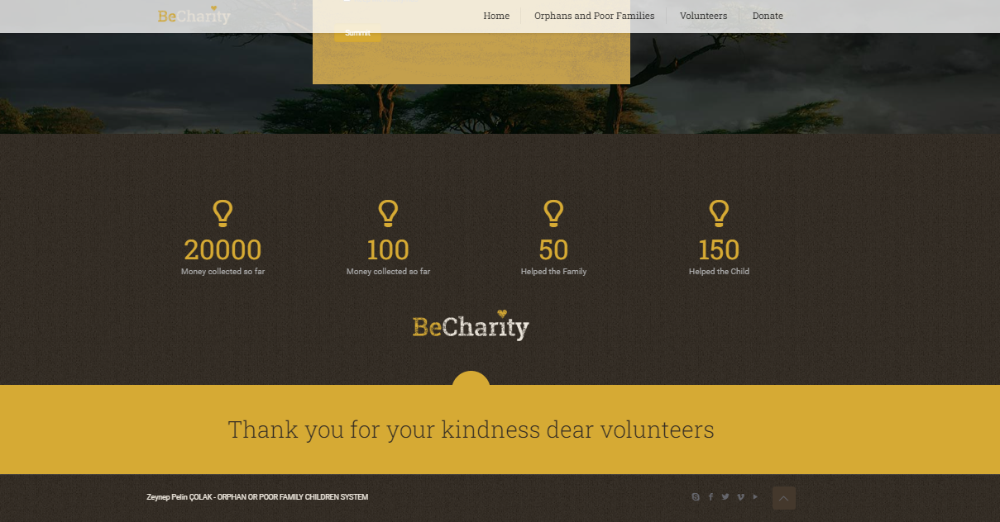 BeCharity
Home
Orphans and Poor Families
Volunteers
Donate
Summit
20000
Money collected so far
100
Money collected so far
50
Helped the Family
150
Helped the Child
BeCharity
Thank you for your kindness dear volunteers
Zeynep Pelin ÇOLAK - ORPHAN OR POOR FAMILY CHILDREN SYSTEM